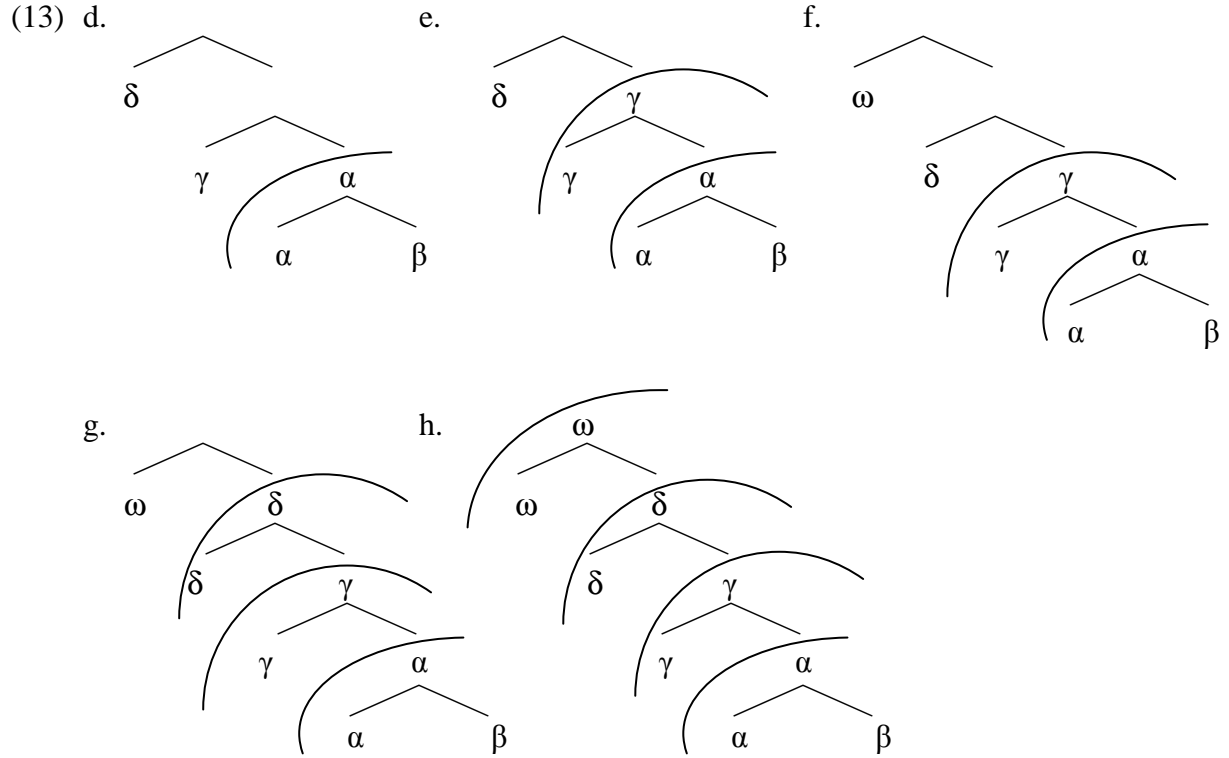 (13) d. e. f.
δ δ γ ω
γ α γ α δ γ
α β α β γ α
α β
g. h. ω
ω δ ω δ
δ γ δ γ
γ α γ α
α β α β